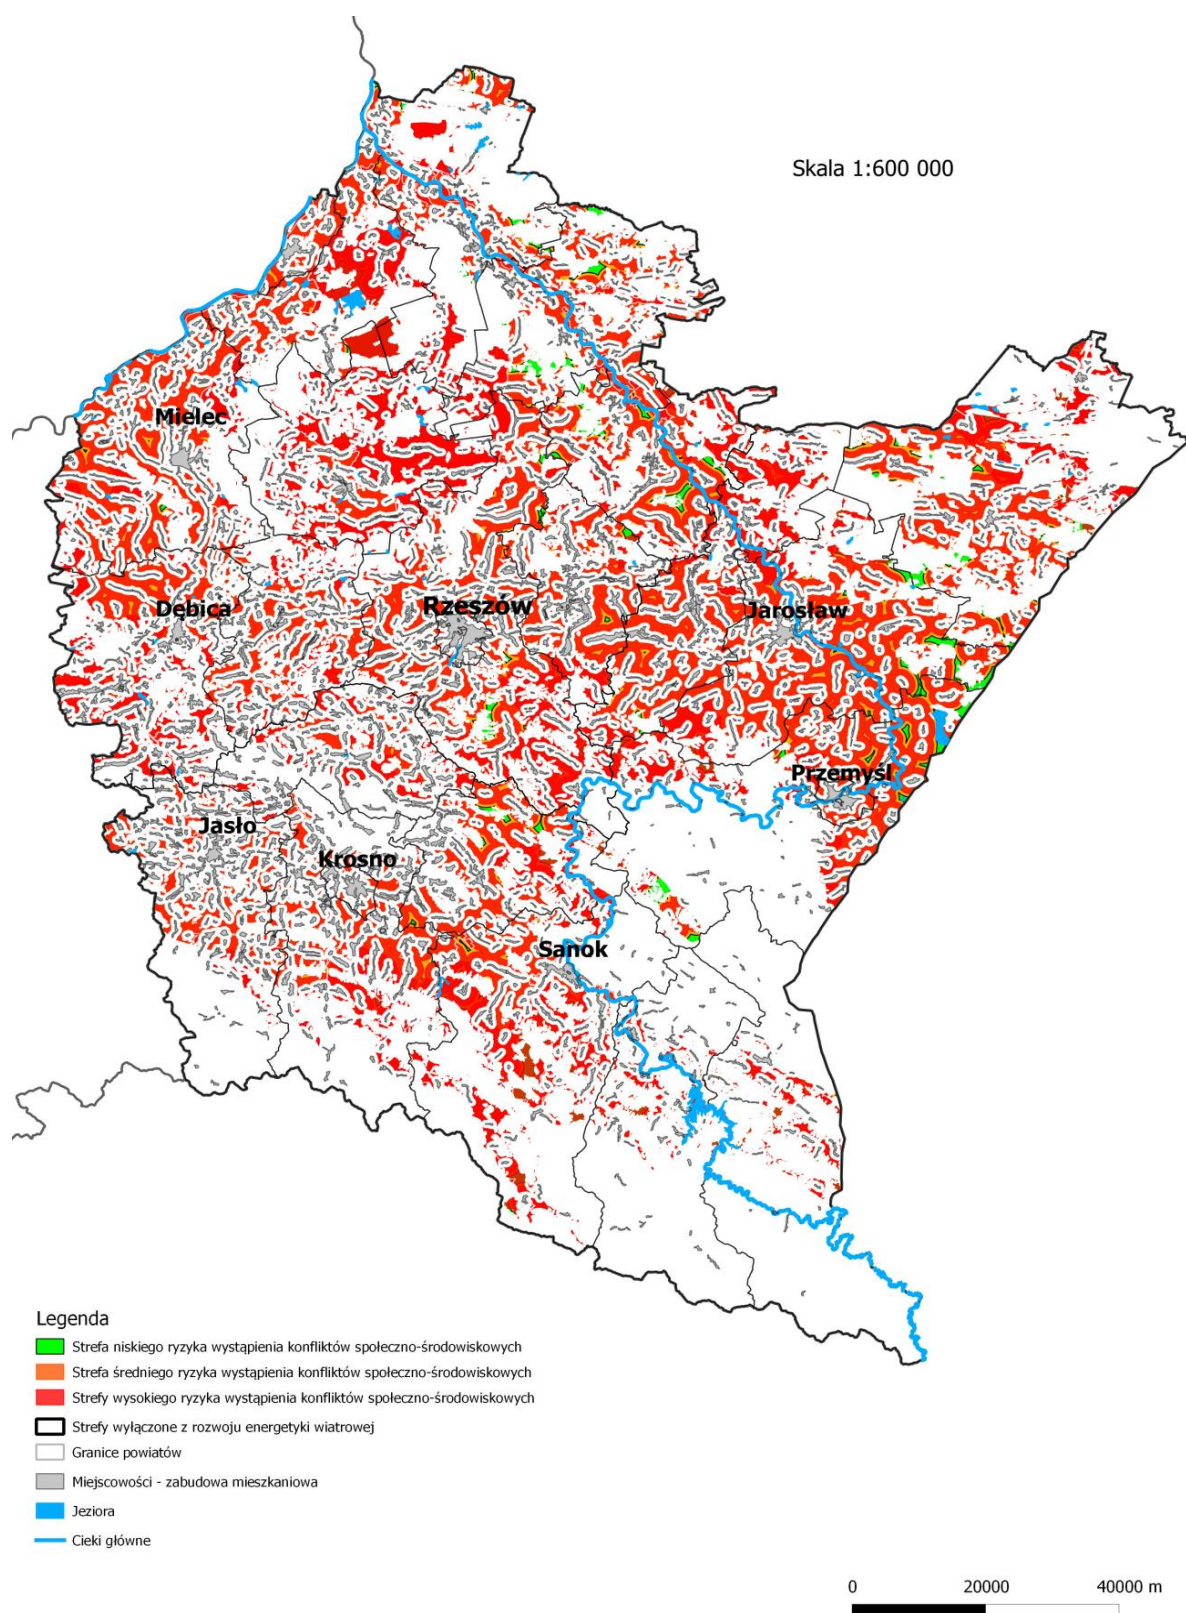 Skala 1:600 000
Mielec
Dębica
Rzeszów
Jarosław
Przemyśl
Jasło
Krosno
Sanok
Legenda
Strefa niskiego ryzyka wystąpienia konfliktów społeczno-środowiskowych
Strefa średniego ryzyka wystąpienia konfliktów społeczno-środowiskowych
Strefy wysokiego ryzyka wystąpienia konfliktów społeczno-środowiskowych
Strefy wyłączone z rozwoju energetyki wiatrowej
Granice powiatów
Miejscowości - zabudowa mieszkaniowa
Jeziora
Cieki główne
0 20000 40000 m